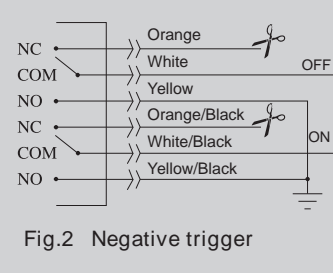 Orange
NC
White
COM
OFF
Yellow
NO
Orange/Black
NC
White/Black
ON
COM
Yellow/Black
NO
Fig.2 Negative trigger